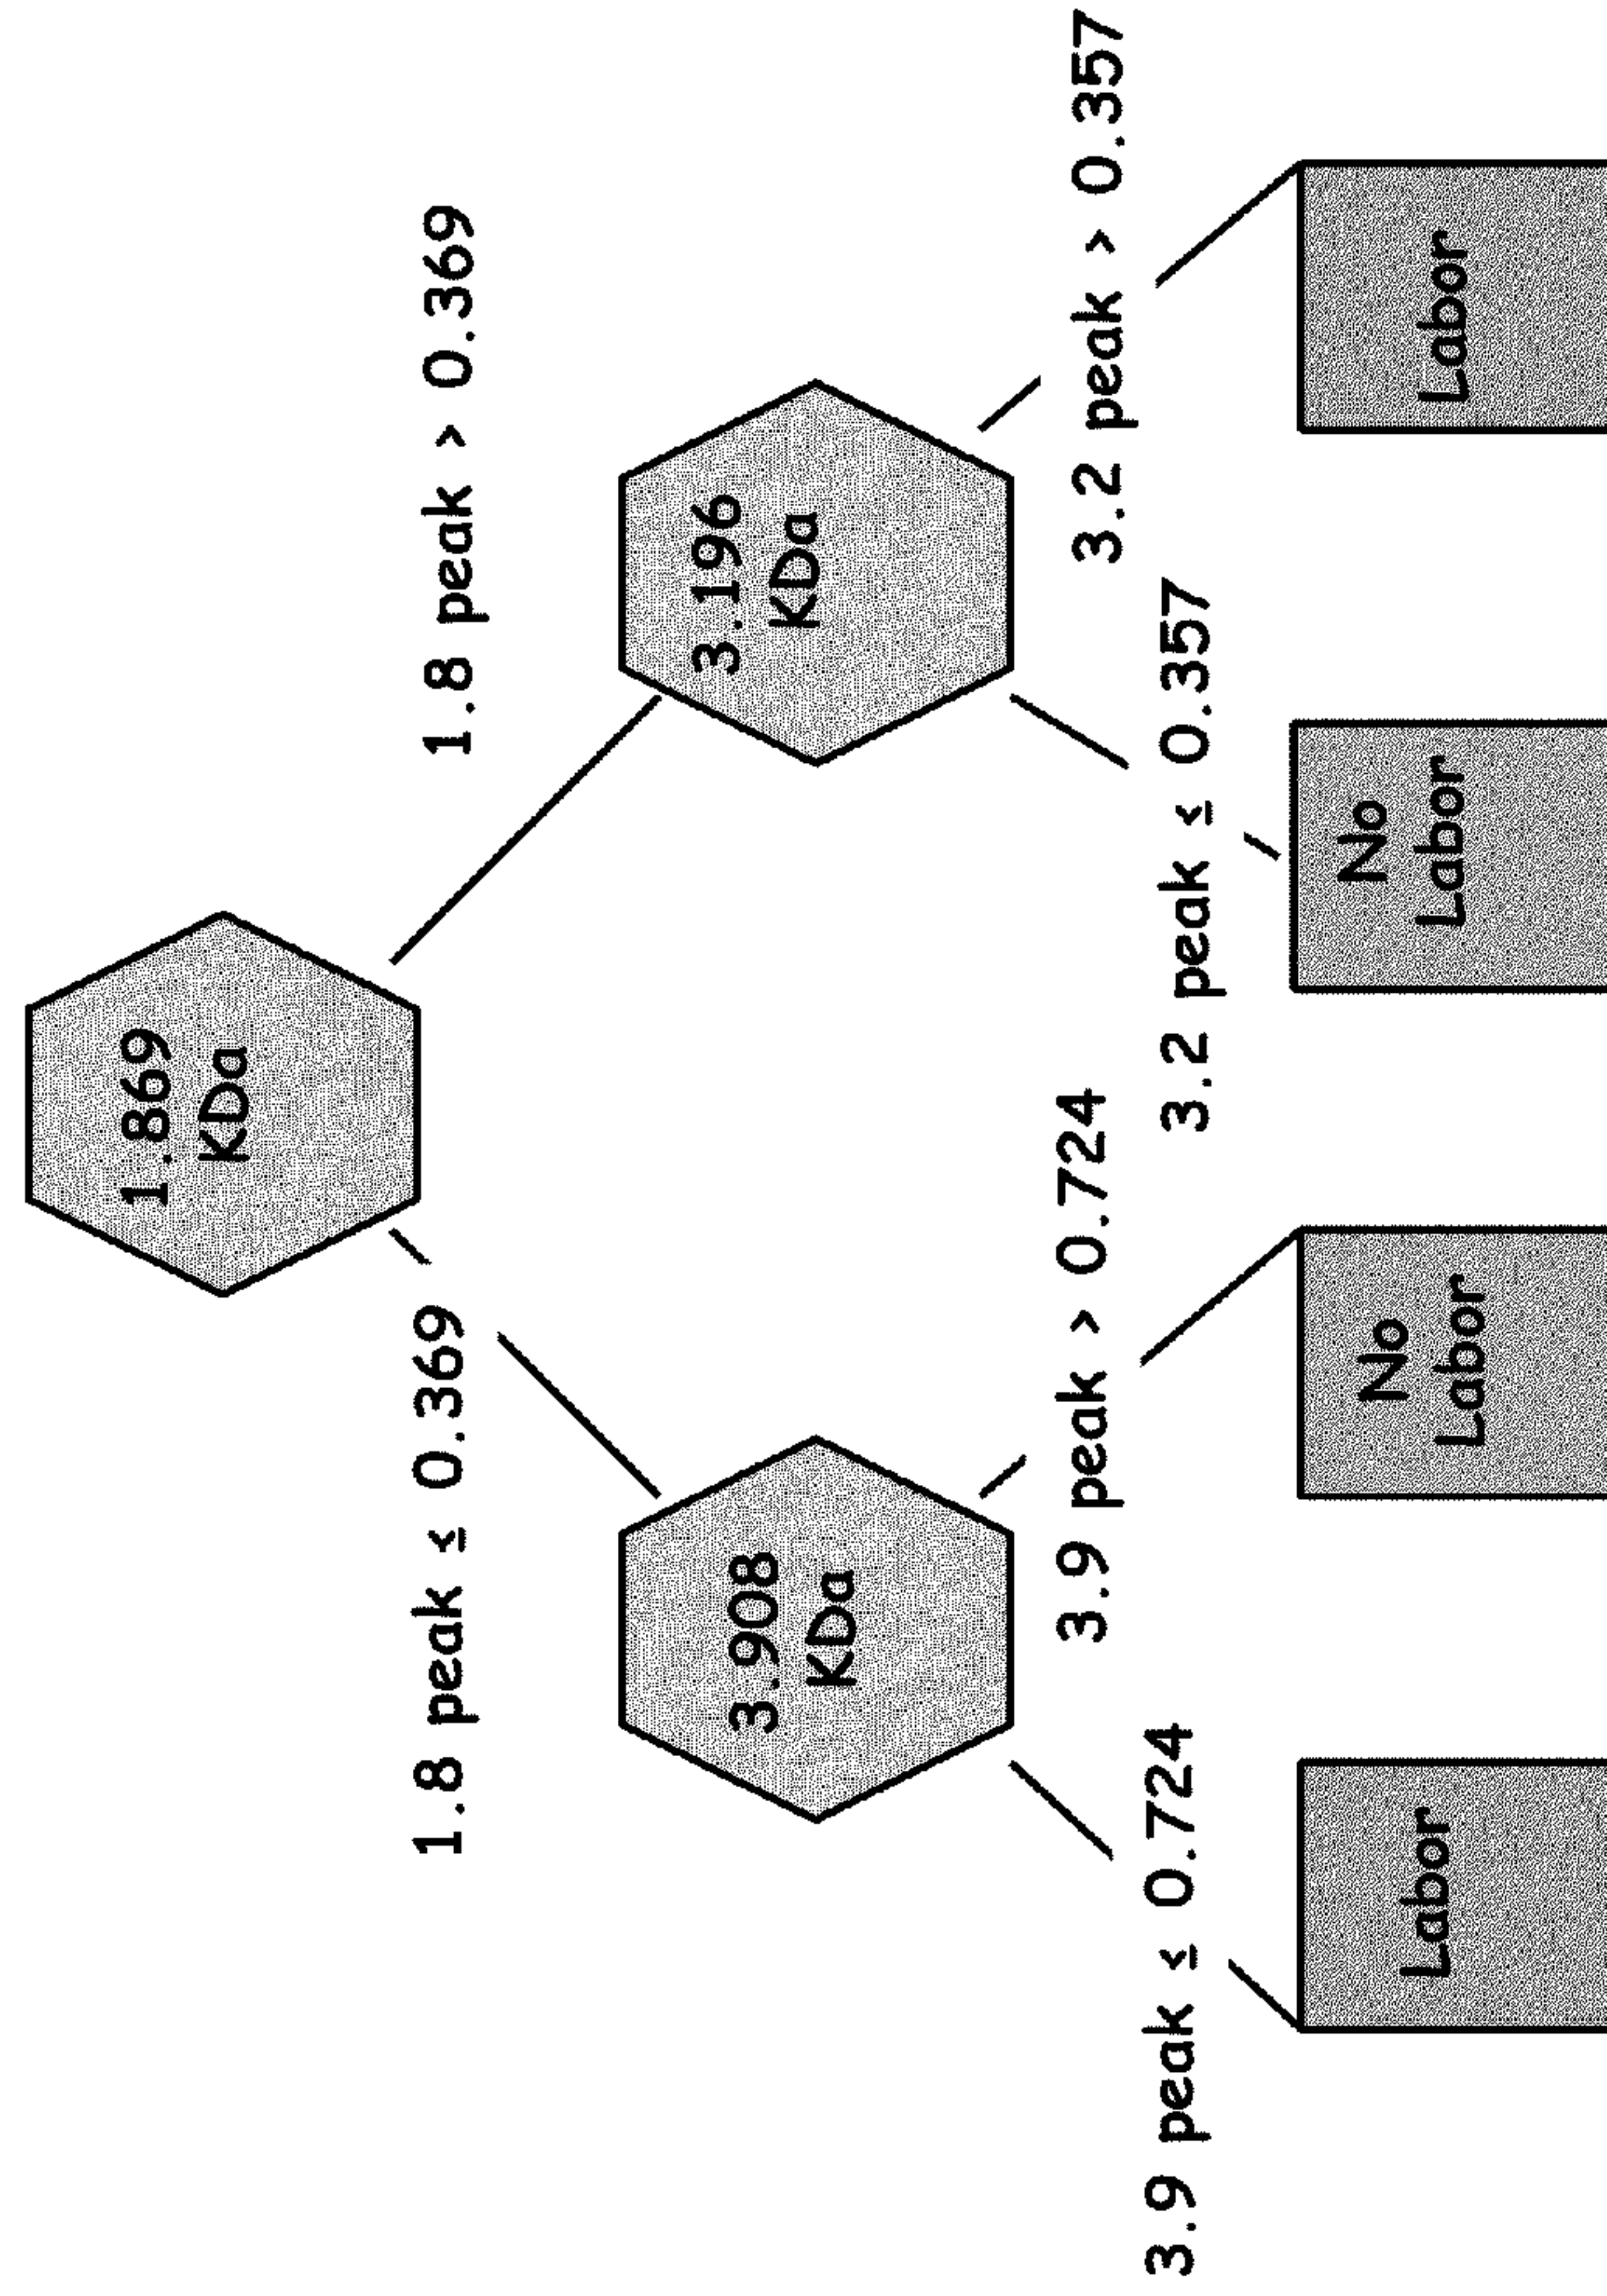 1.869
KDa
1.8 peak ≤ 0.369
1.8 peak > 0.369
3.908
KDa
3.196
KDa
3.9 peak ≤ 0.724
3.9 peak > 0.724
3.2 peak ≤ 0.357
3.2 peak > 0.357
Labor
No
Labor
No
Labor
Labor